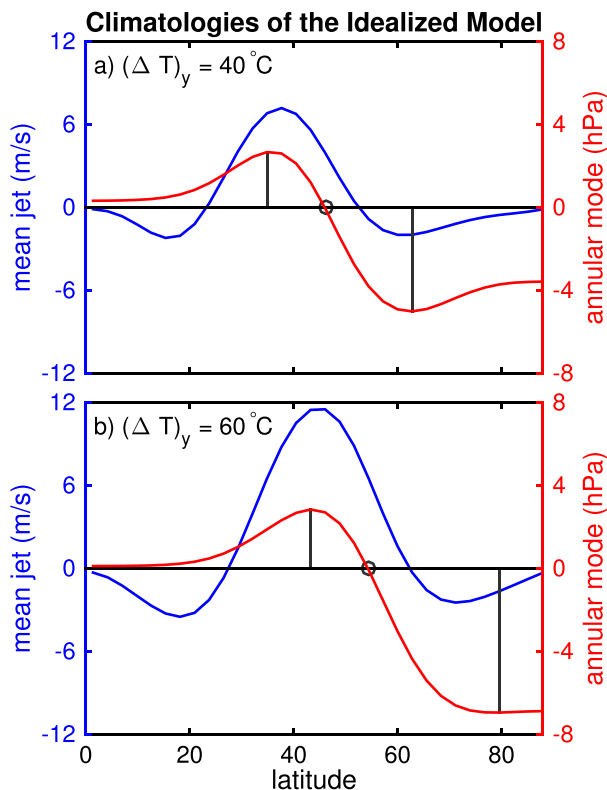 Climatologies of the Idealized Model
a) (Δ T)y = 40°C
12
6
0
-6
-12
mean jet (m/s)
8
4
0
-4
-8
annular mode (hPa)
b) (Δ T)y = 60°C
12
6
0
-6
-12
mean jet (m/s)
8
4
0
-4
-8
annular mode (hPa)
0 20 40 60 80
latitude